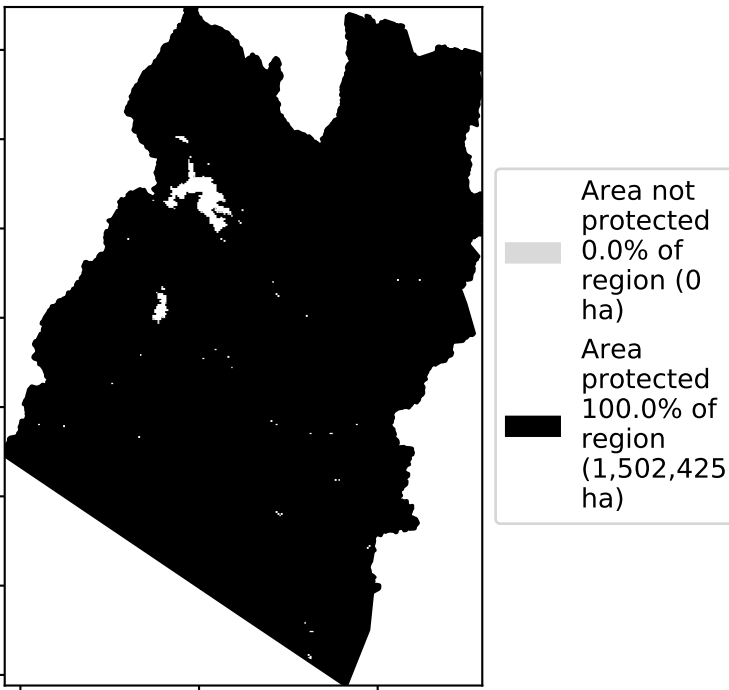 Area not
protected
0.0% of
region (0
ha)
Area
protected
100.0% of
region
(1,502,425
ha)